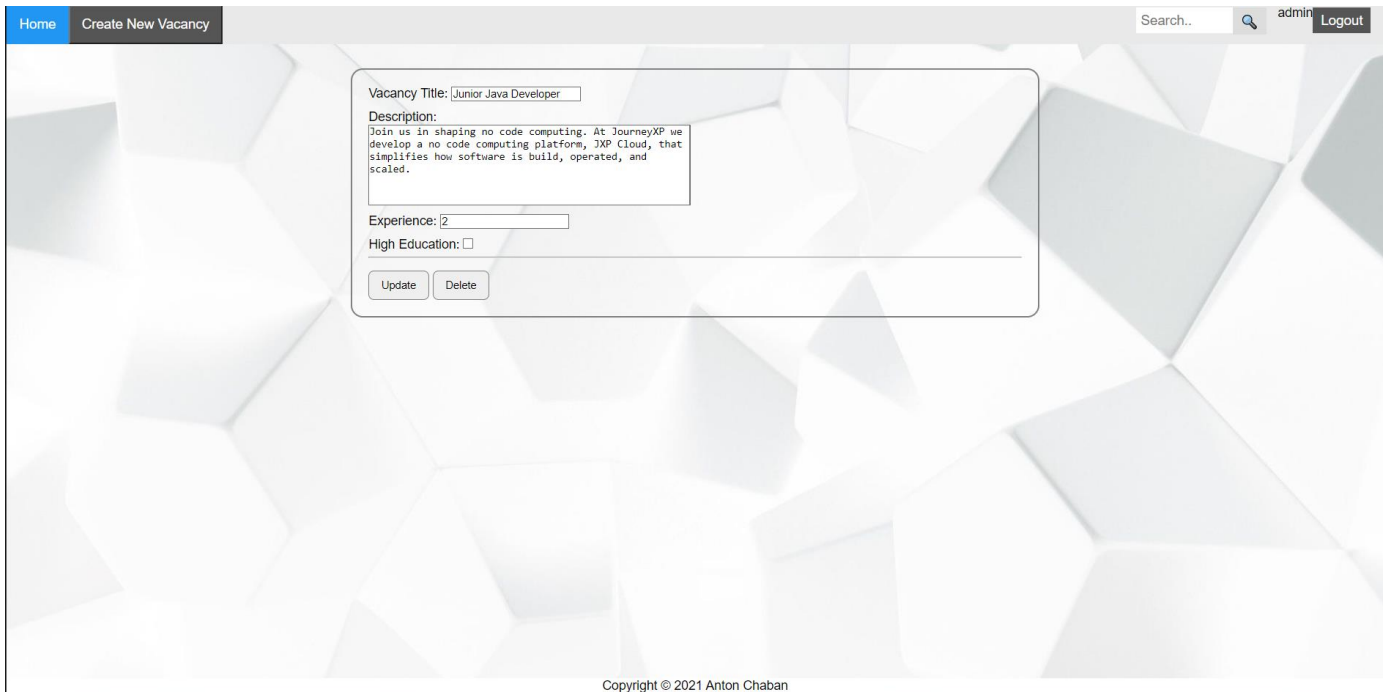 Home Create New Vacancy Search.. admin Logout
Vacancy Title: Junior Java Developer
Description:
Join us in shaping no code computing. At JourneyXP we
develop a no code computing platform, JXP Cloud, that
simplifies how software is build, operated, and
scaled.
Experience: 2
High Education:
Update Delete
Copyright © 2021 Anton Chaban